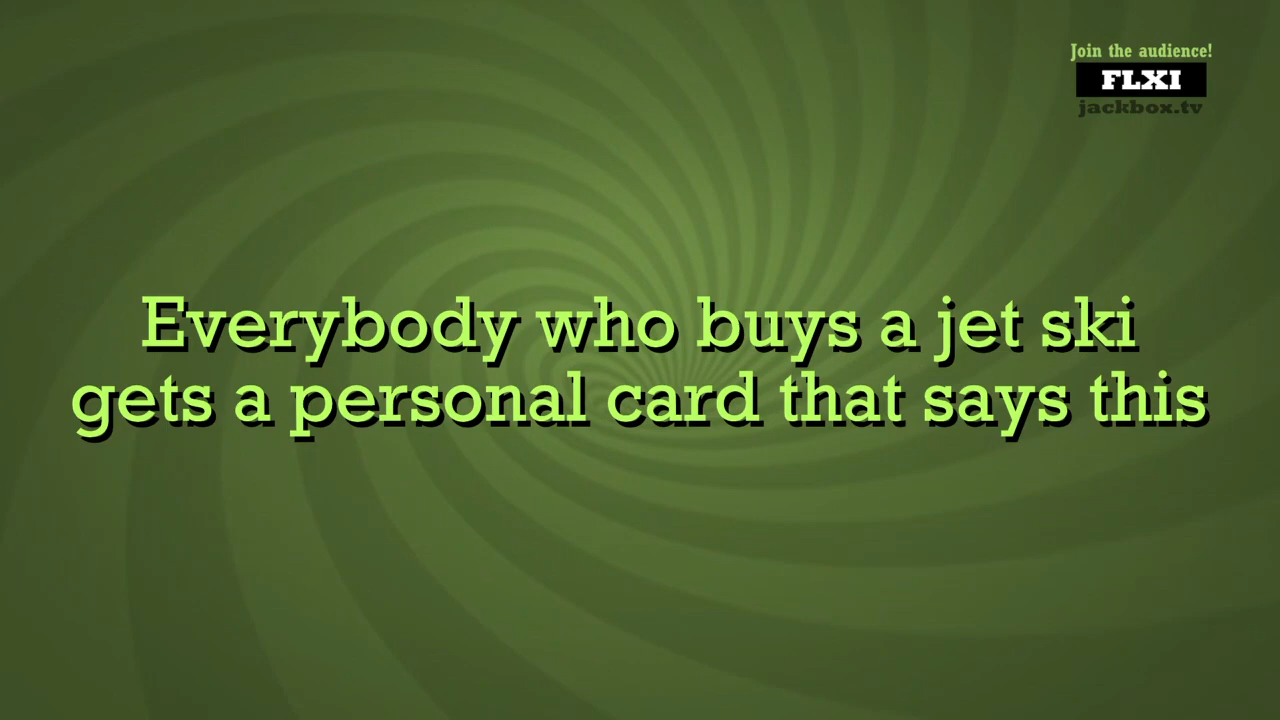 Join the audience!
FLXI
jackbox.tv
Everybody who buys a jet ski
gets a personal card that says this